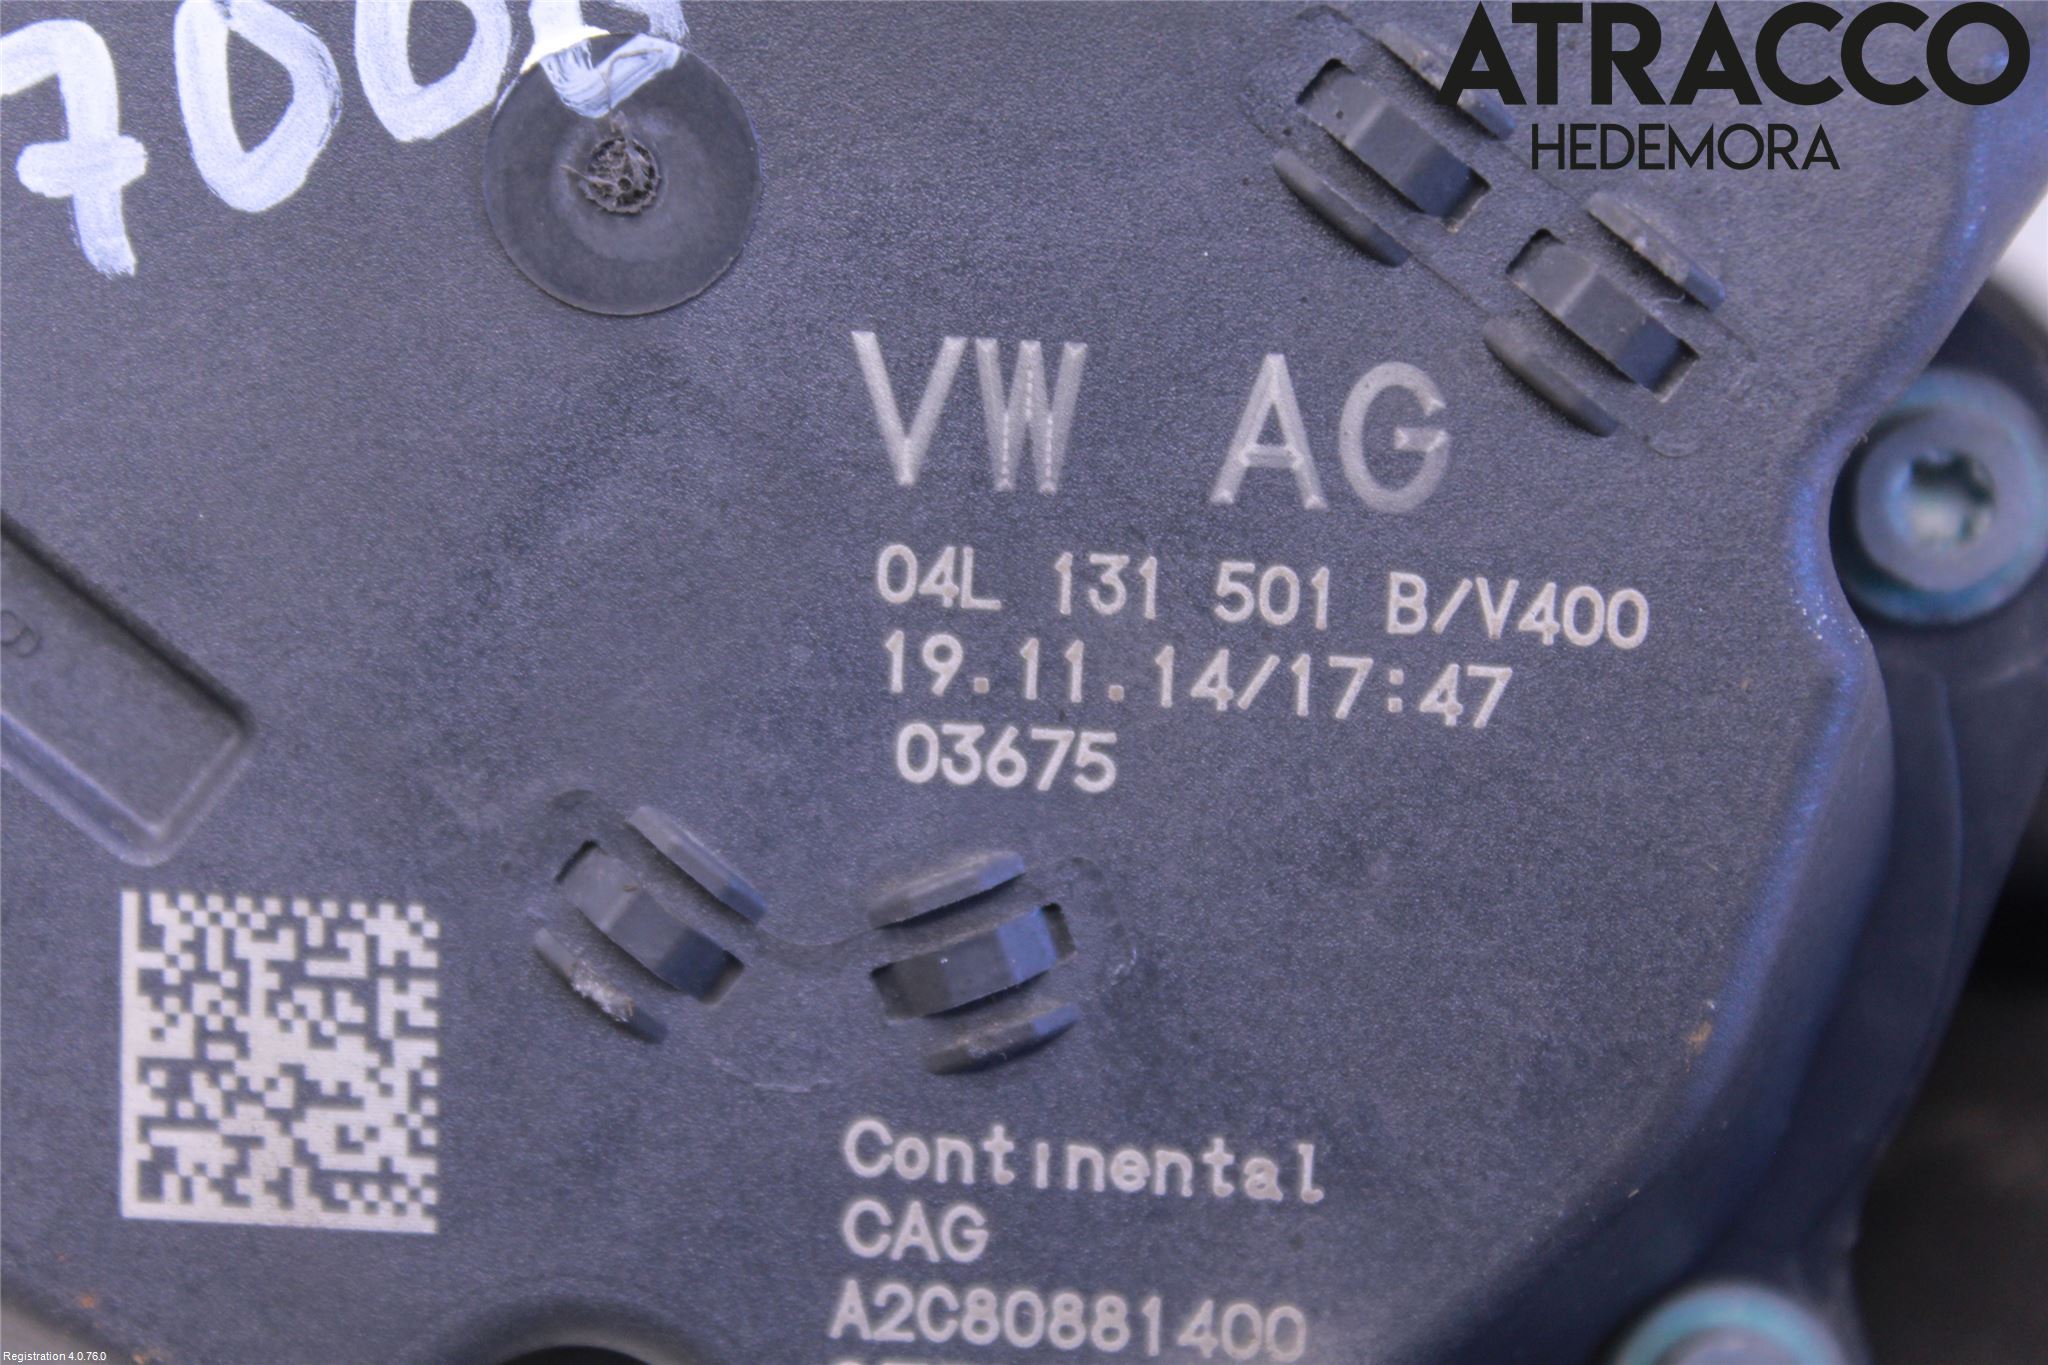 ATRACCO
HEDEMORA
700
VW AG
04L 131 501 B/V400
19.11.14/17:47
03675
Continental
CAG
A2C80881400
Registration 4.0.76.0